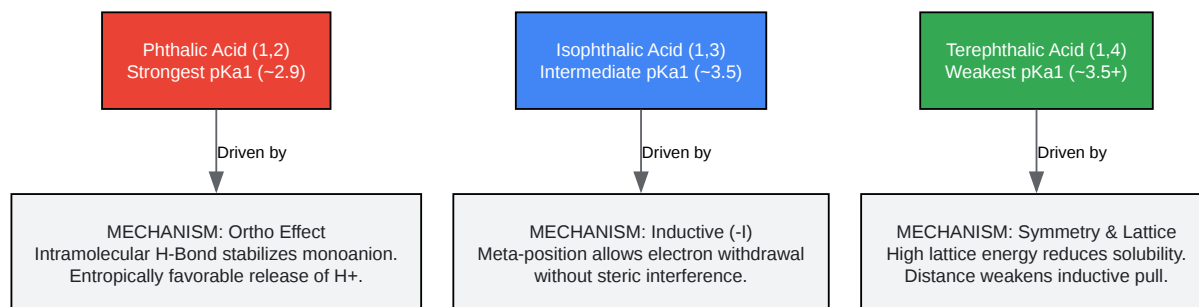 Phthalic Acid (1,2)
Strongest pKa1 (~2.9)
Isophthalic Acid (1,3)
Intermediate pKa1 (~3.5)
Terephthalic Acid (1,4)
Weakest pKa1 (~3.5+)
Driven by
Driven by
Driven by
MECHANISM: Ortho Effect
Intramolecular H-Bond stabilizes monoanion.
Entropically favorable release of H+.
MECHANISM: Inductive (-I)
Meta-position allows electron withdrawal
without steric interference.
MECHANISM: Symmetry & Lattice
High lattice energy reduces solubility.
Distance weakens inductive pull.